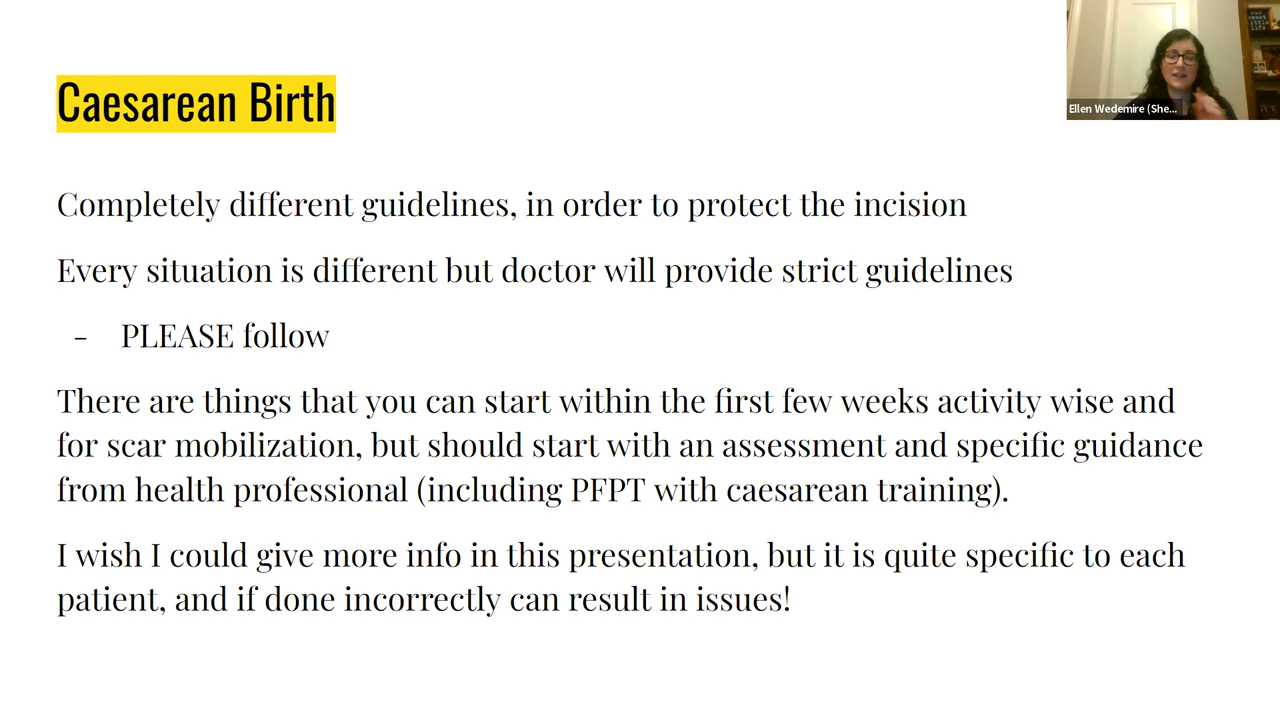 Caesarean Birth
Ellen Wedemire (She...
Completely different guidelines, in order to protect the incision
Every situation is different but doctor will provide strict guidelines
- PLEASE follow
There are things that you can start within the first few weeks activity wise and
for scar mobilization, but should start with an assessment and specific guidance
from health professional (including PFPT with caesarean training).
I wish I could give more info in this presentation, but it is quite specific to each
patient, and if done incorrectly can result in issues!